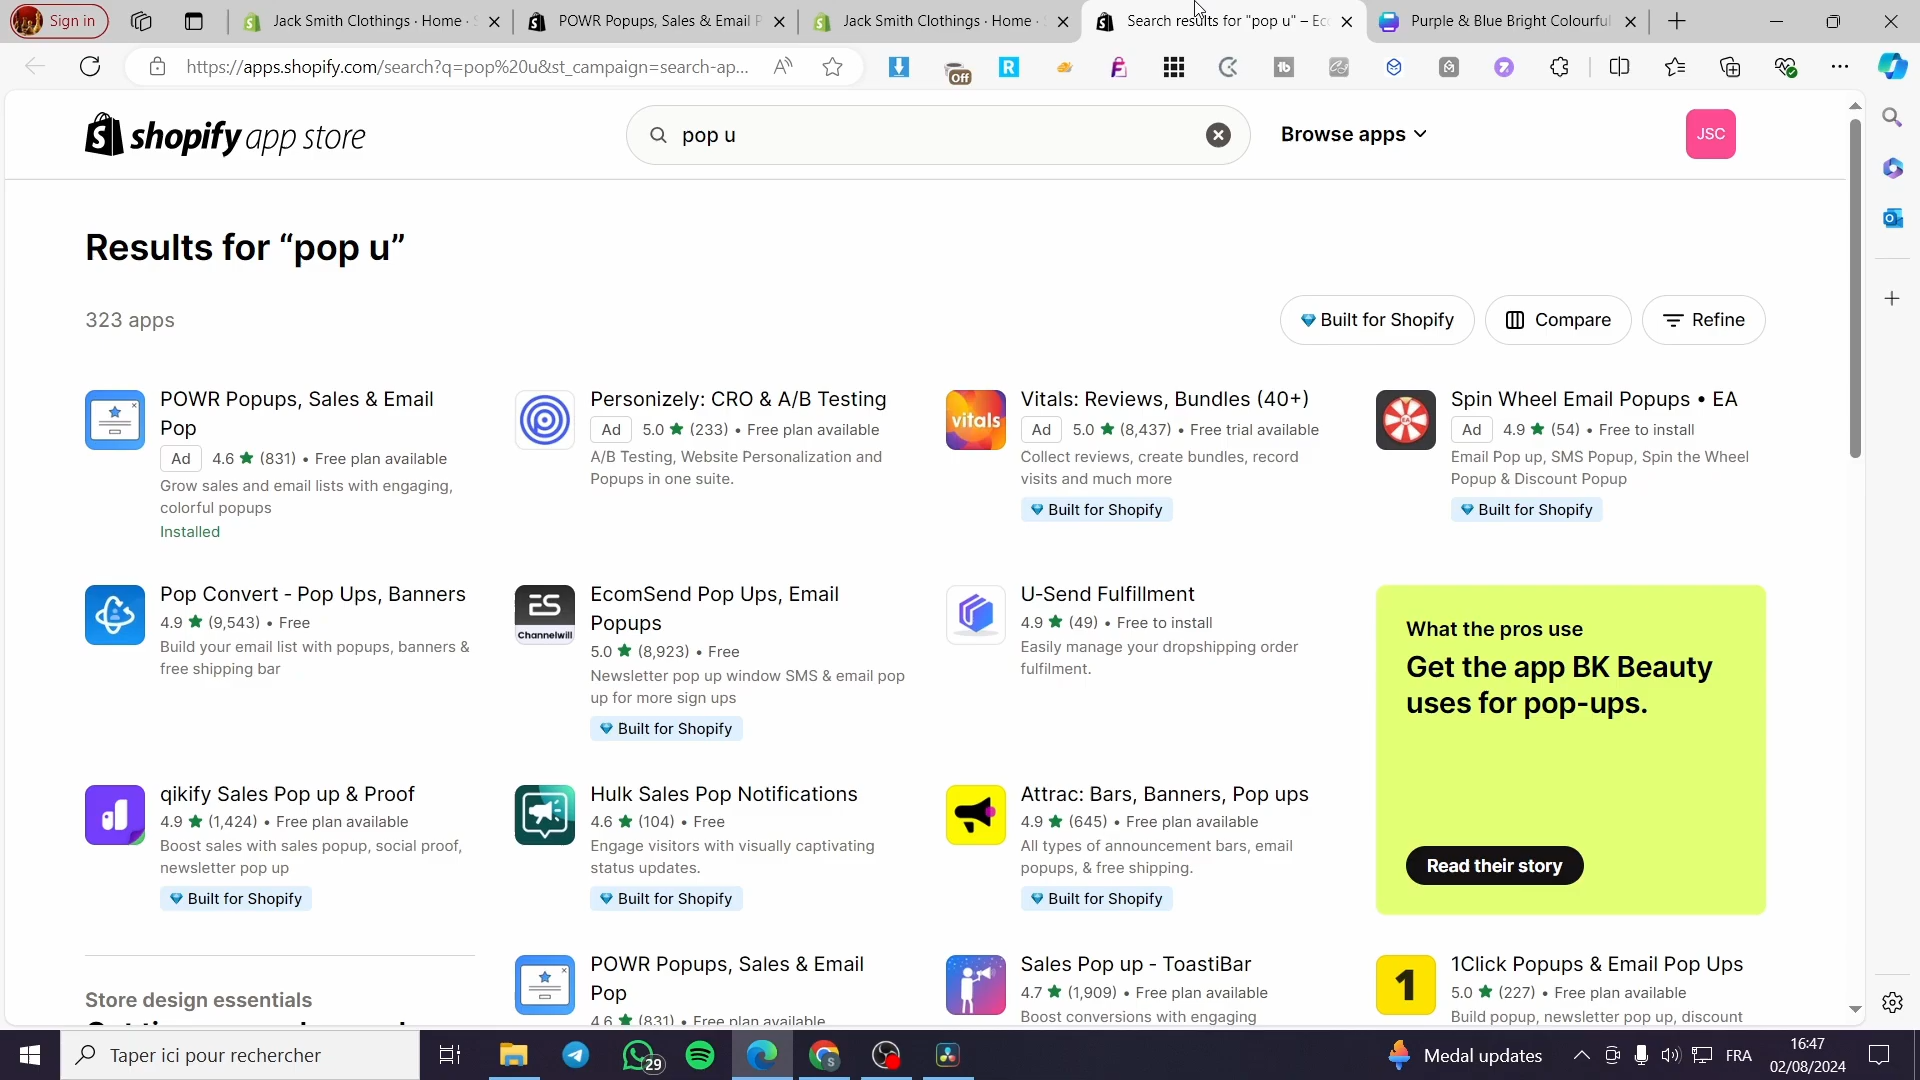 Sign in
Jack Smith Clothings · Home ·
POWR Popups, Sales & Email P
Jack Smith Clothings · Home ·
Search results for "pop u" – Ec
Purple & Blue Bright Colourful
https://apps.shopify.com/search?q=pop%20u&st_campaign=search-ap...
Off
shopify app store
pop u
Browse apps
JSC
Results for “pop u”
323 apps
Built for Shopify
Compare
Refine
POWR Popups, Sales & Email
Pop
Ad 4.6 ★ (831) • Free plan available
Grow sales and email lists with engaging,
colorful popups
Installed
Personizely: CRO & A/B Testing
Ad 5.0 ★ (233) • Free plan available
A/B Testing, Website Personalization and
Popups in one suite.
vitals
Vitals: Reviews, Bundles (40+)
Ad 5.0 ★ (8,437) • Free trial available
Collect reviews, create bundles, record
visits and much more
Built for Shopify
Spin Wheel Email Popups • EA
Ad 4.9 ★ (54) • Free to install
Email Pop up, SMS Popup, Spin the Wheel
Popup & Discount Popup
Built for Shopify
Pop Convert ‑ Pop Ups, Banners
4.9 ★ (9,543) • Free
Build your email list with popups, banners &
free shipping bar
ES
Channelwill
EcomSend Pop Ups, Email
Popups
5.0 ★ (8,923) • Free
Newsletter pop up window SMS & email pop
up for more sign ups
Built for Shopify
U‑Send Fulfillment
4.9 ★ (49) • Free to install
Easily manage your dropshipping order
fulfilment.
What the pros use
Get the app BK Beauty
uses for pop-ups.
Read their story
qikify Sales Pop up & Proof
4.9 ★ (1,424) • Free plan available
Boost sales with sales popup, social proof,
newsletter pop up
Built for Shopify
Hulk Sales Pop Notifications
4.6 ★ (104) • Free
Engage visitors with visually captivating
status updates.
Built for Shopify
Attrac: Bars, Banners, Pop ups
4.9 ★ (645) • Free plan available
All types of announcement bars, email
popups, & free shipping.
Built for Shopify
Store design essentials
POWR Popups, Sales & Email
Pop
4.6 ★ (831) • Free plan available
Sales Pop up ‑ ToastiBar
4.7 ★ (1,909) • Free plan available
Boost conversions with engaging
1
1Click Popups & Email Pop Ups
5.0 ★ (227) • Free plan available
Build popup, newsletter pop up, discount
Taper ici pour rechercher
29
Medal updates
FRA
16:47
02/08/2024